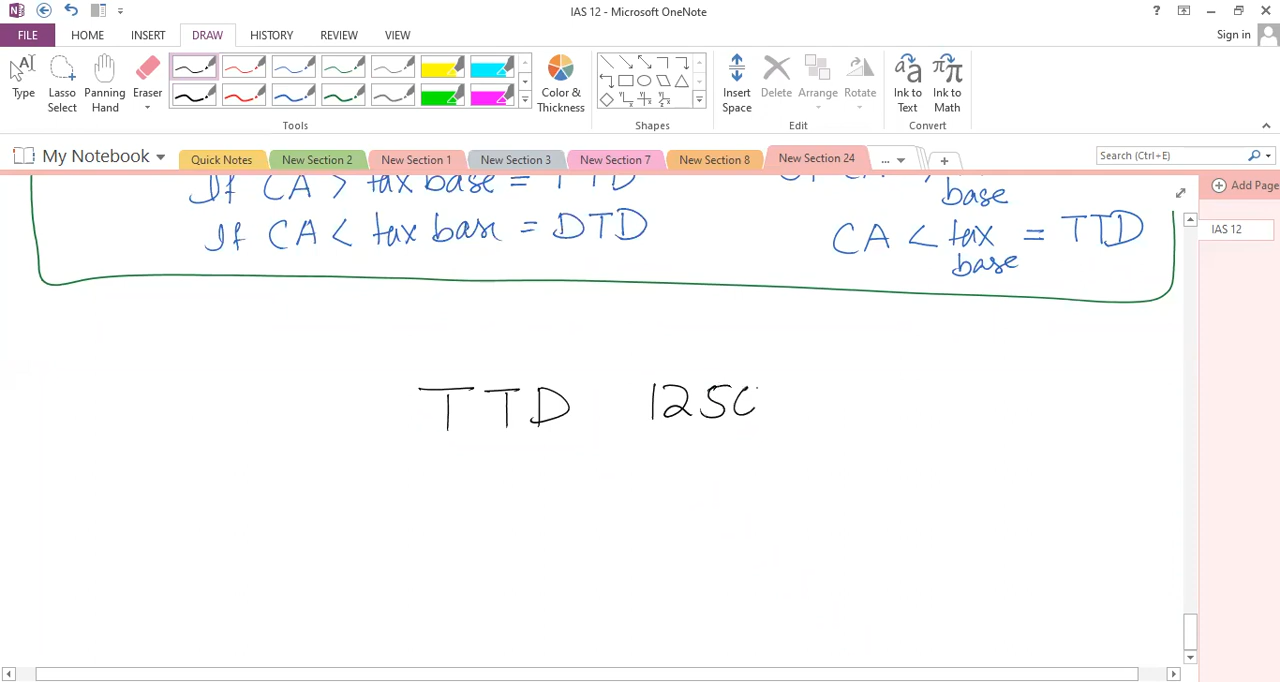 IAS 12 - Microsoft OneNote
?
FILE HOME INSERT DRAW HISTORY REVIEW VIEW
Sign in
Type Lasso Select Panning Hand Eraser
Color & Thickness
Insert Space Delete Arrange Rotate
Ink to Text Ink to Math
Tools Shapes Edit Convert
My Notebook Quick Notes New Section 2 New Section 1 New Section 3 New Section 7 New Section 8 New Section 24 ... +
Search (Ctrl+E)
Add Page
IAS 12
If CA > tax base = TTD
base
If CA < tax base = DTD
CA < tax base = TTD
TTD 1250